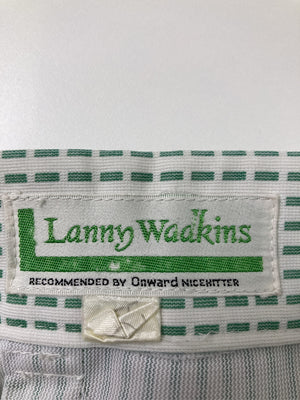 Lanny Wadkins
RECOMMENDED BY Onward NICEHITTER